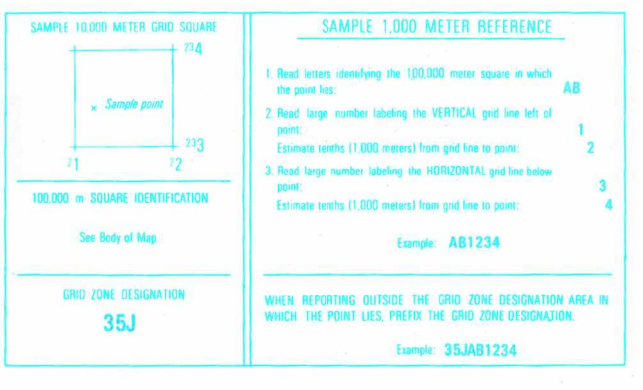 SAMPLE 10,000 METER GRID SQUARE
234
Sample point
233
21 22
100,000 m SQUARE IDENTIFICATION
See Body of Map
GRID ZONE DESIGNATION
35J
SAMPLE 1,000 METER REFERENCE
1. Read letters identifying the 100,000 meter square in which
the point lies: AB
2. Read large number labeling the VERTICAL grid line left of
point: 1
Estimate tenths (1,000 meters) from grid line to point: 2
3. Read large number labeling the HORIZONTAL grid line below
point: 3
Estimate tenths (1,000 meters) from grid line to point: 4
Example: AB1234
WHEN REPORTING OUTSIDE THE GRID ZONE DESIGNATION AREA IN
WHICH THE POINT LIES, PREFIX THE GRID ZONE DESIGNATION.
Example: 35JAB1234